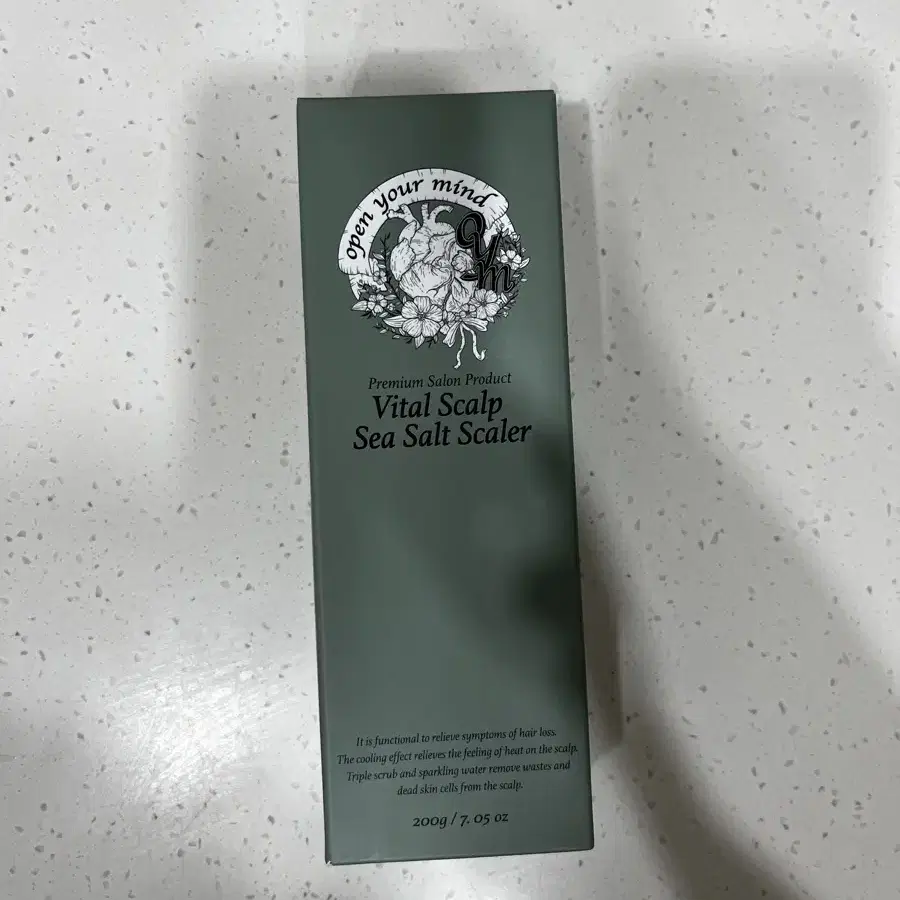 open your mind
Oym
Premium Salon Product
Vital Scalp
Sea Salt Scaler
It is functional to relieve symptoms of hair loss.
The cooling effect relieves the feeling of heat on the scalp.
Triple scrub and sparkling water remove wastes and
dead skin cells from the scalp.
200g / 7. 05 oz